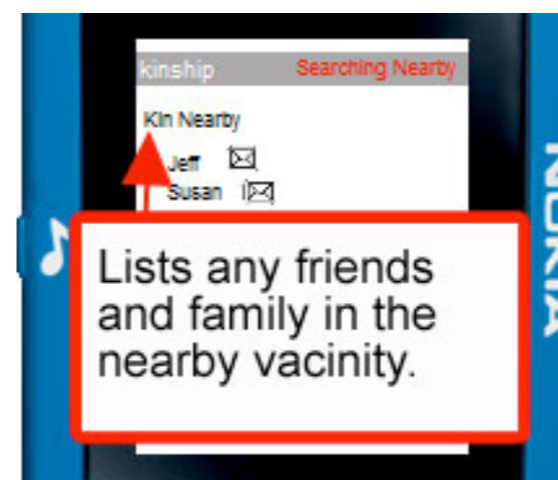 kinship Searching Nearby
Kin Nearby
Jeff
Susan
Lists any friends
and family in the
nearby vacinity.
NOKIA